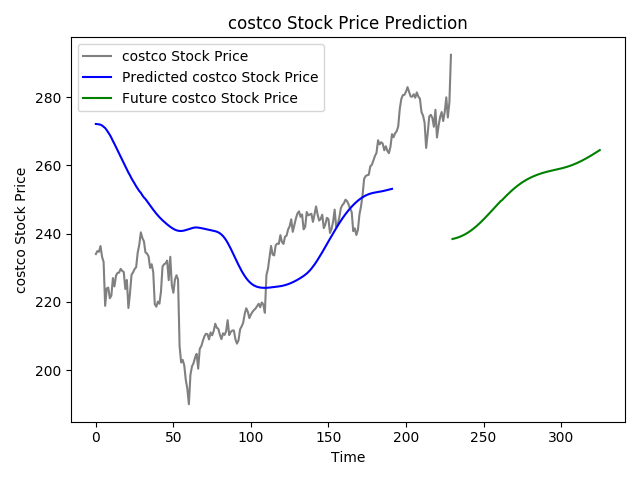 costco Stock Price Prediction
costco Stock Price
Predicted costco Stock Price
Future costco Stock Price
costco Stock Price
280
260
240
220
200
0 50 100 150 200 250 300
Time